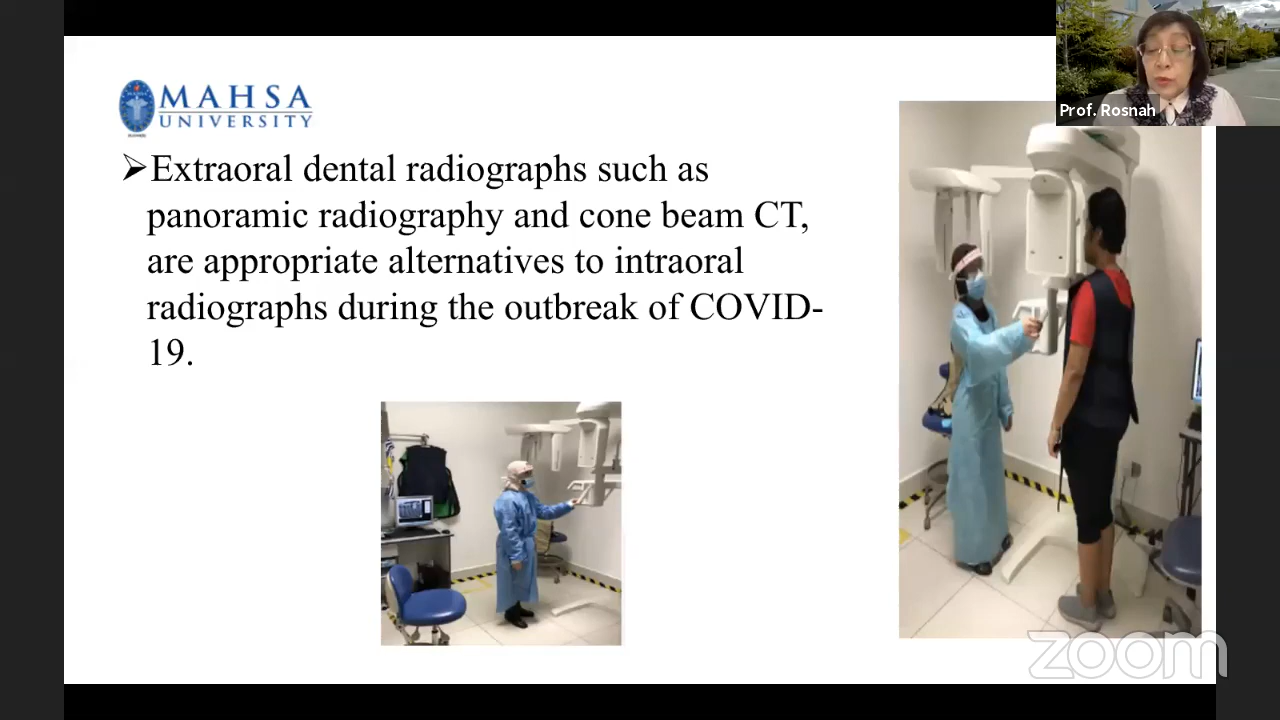 Prof. Rosnah
MAHSA
UNIVERSITY
➢Extraoral dental radiographs such as
panoramic radiography and cone beam CT,
are appropriate alternatives to intraoral
radiographs during the outbreak of COVID-
19.
zoom